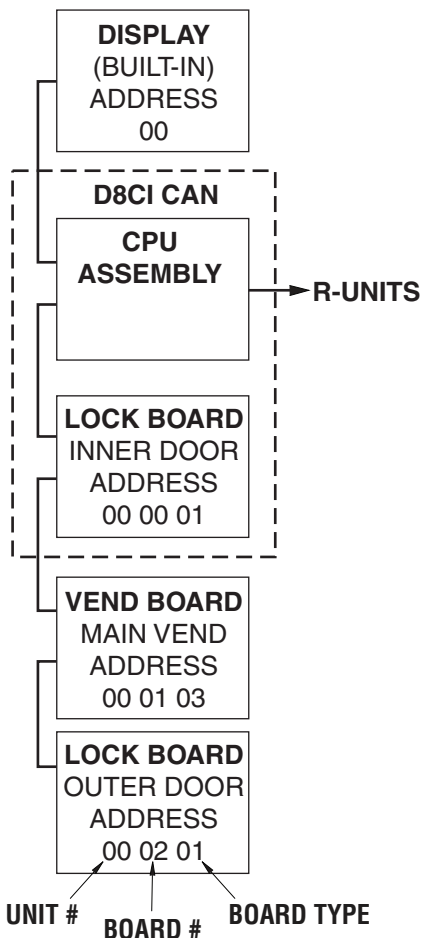 DISPLAY
(BUILT-IN)
ADDRESS
00
D8CI CAN
CPU
ASSEMBLY
R-UNITS
LOCK BOARD
INNER DOOR
ADDRESS
00 00 01
VEND BOARD
MAIN VEND
ADDRESS
00 01 03
LOCK BOARD
OUTER DOOR
ADDRESS
00 02 01
UNIT #
BOARD #
BOARD TYPE